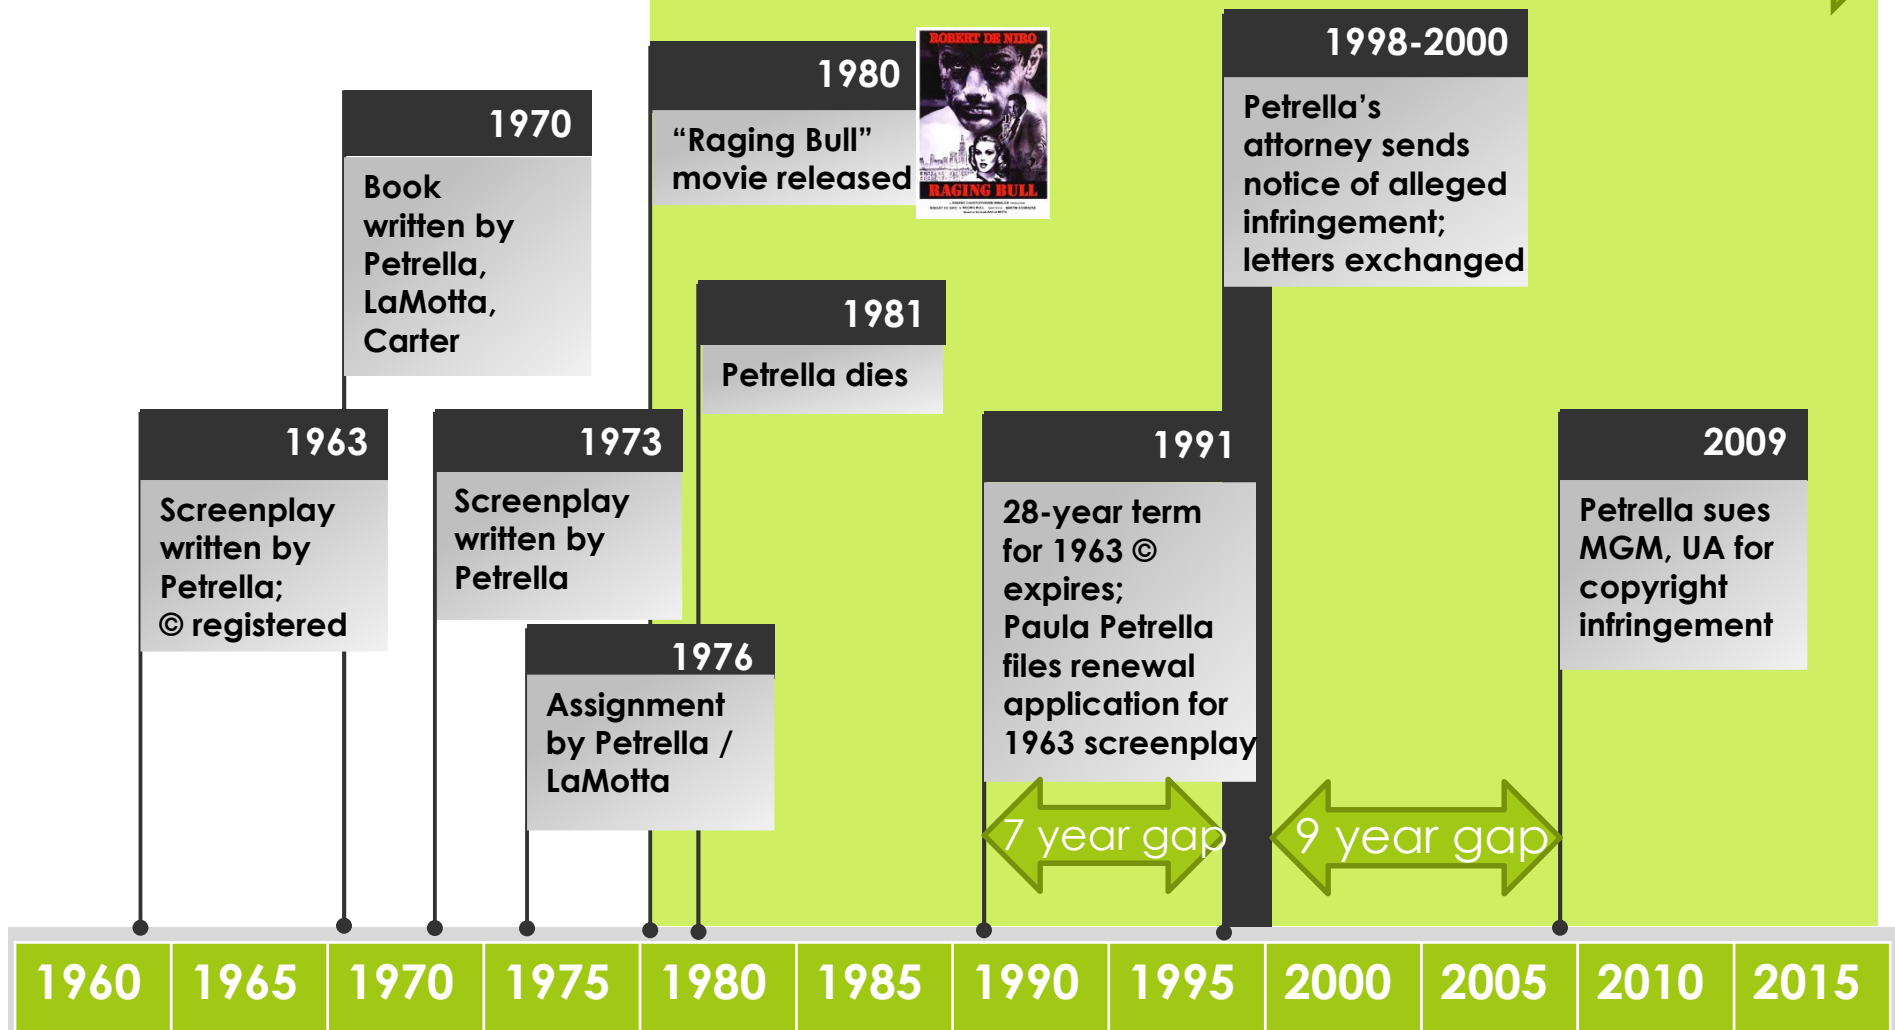 1963
Screenplay
written by
Petrella;
© registered
1970
Book
written by
Petrella,
LaMotta,
Carter
1973
Screenplay
written by
Petrella
1976
Assignment
by Petrella /
LaMotta
1980
“Raging Bull”
movie released
ROBERT DE NIRO
RAGING BULL
1981
Petrella dies
1991
28-year term
for 1963 ©
expires;
Paula Petrella
files renewal
application for
1963 screenplay
1998-2000
Petrella’s
attorney sends
notice of alleged
infringement;
letters exchanged
2009
Petrella sues
MGM, UA for
copyright
infringement
7 year gap
9 year gap
1960 1965 1970 1975 1980 1985 1990 1995 2000 2005 2010 2015